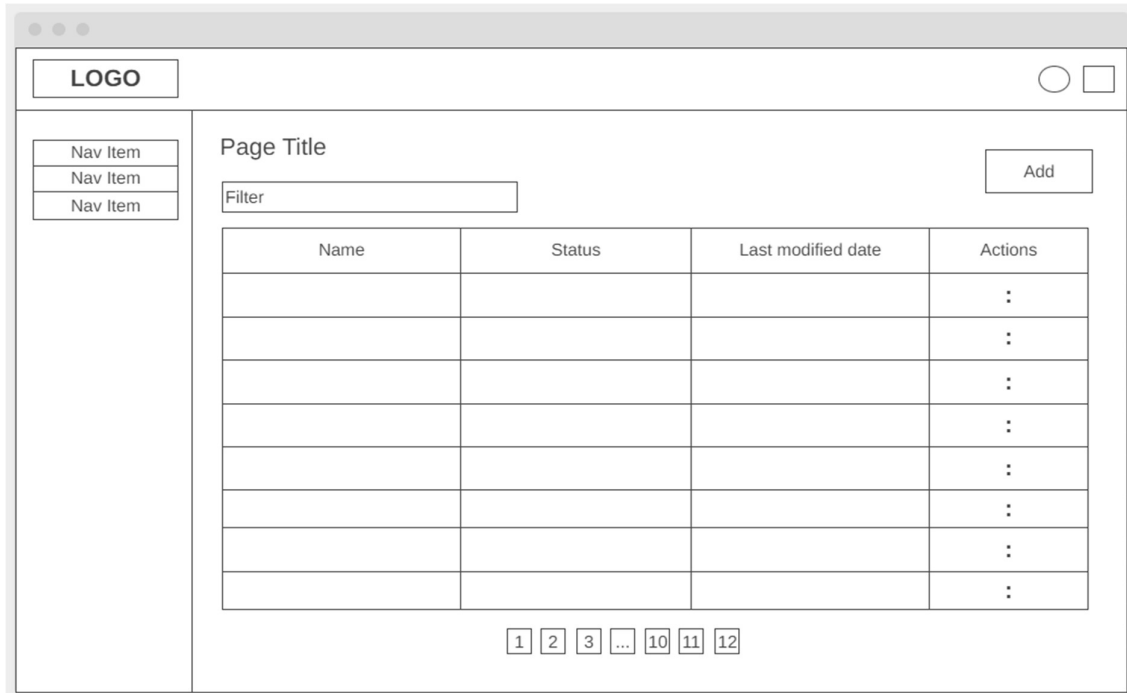 LOGO
Nav Item
Nav Item
Nav Item
Page Title
Add
Filter
Name Status Last modified date Actions
:
:
:
:
:
:
:
:
1 2 3 ... 10 11 12